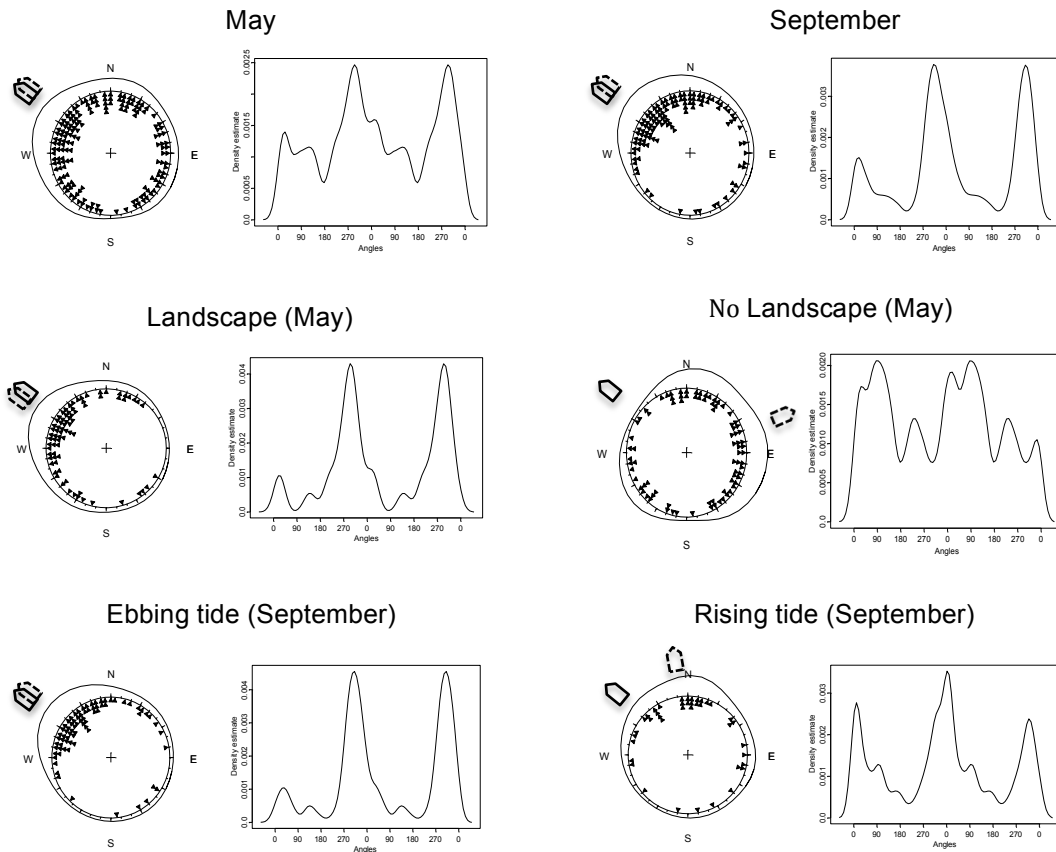 May
September
N
W
E
S
Density estimate
0.0025
0.0015
0.0005
0.0
0 90 180 270 0 90 180 270 0
Angles
N
W
E
S
Density estimate
0.003
0.002
0.001
0.0
0 90 180 270 0 90 180 270 0
Angles
Landscape (May)
No Landscape (May)
N
W
E
S
Density estimate
0.004
0.003
0.002
0.001
0.0
0 90 180 270 0 90 180 270 0
Angles
N
W
E
S
Density estimate
0.0020
0.0015
0.0010
0.0005
0.0
0 90 180 270 0 90 180 270 0
Angles
Ebbing tide (September)
Rising tide (September)
N
W
E
S
Density estimate
0.004
0.003
0.002
0.001
0.0
0 90 180 270 0 90 180 270 0
Angles
N
W
E
S
Density estimate
0.003
0.002
0.001
0.0
0 90 180 270 0 90 180 270 0
Angles